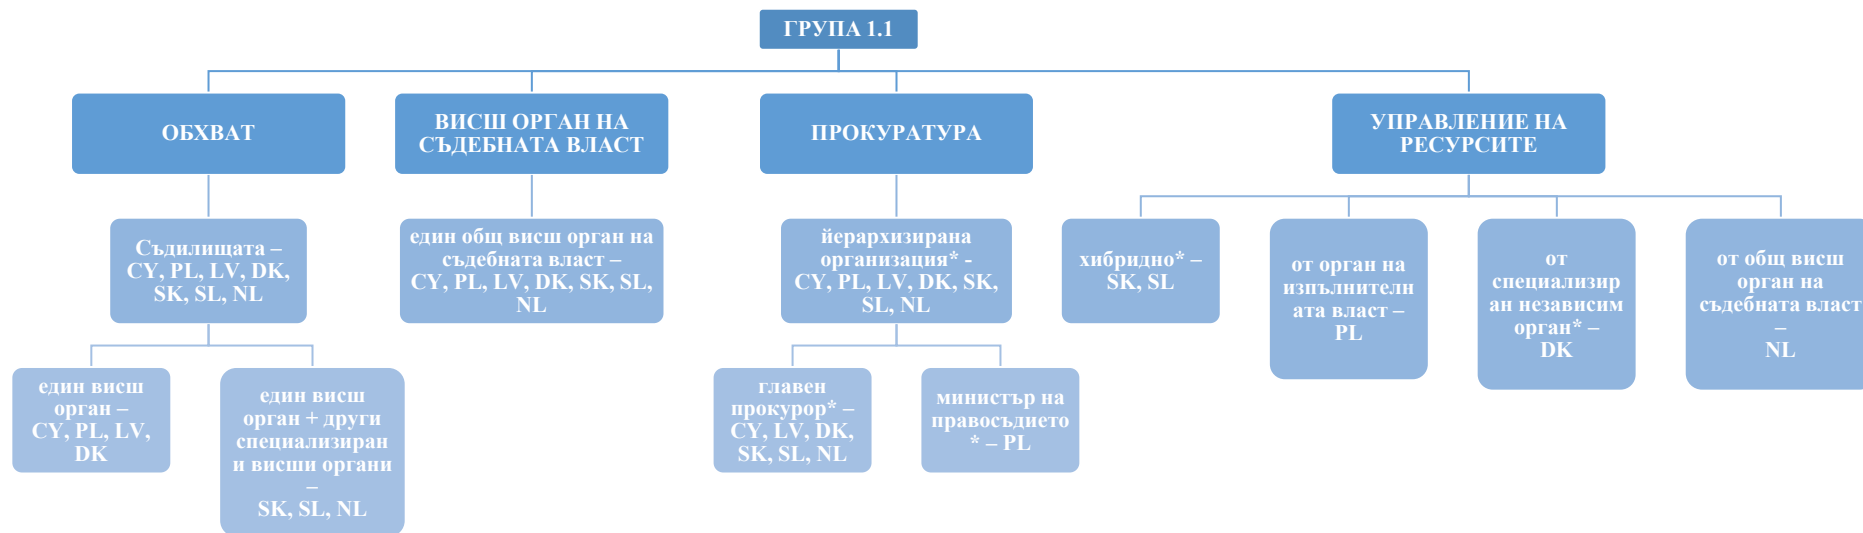 ГРУПА 1.1
ОБХВАТ
ВИСШ ОРГАН НА
СЪДЕБНАТА ВЛАСТ
ПРОКУРАТУРА
УПРАВЛЕНИЕ НА
РЕСУРСИТЕ
Съдилищата –
CY, PL, LV, DK,
SK, SL, NL
един общ висш орган на
съдебната власт –
CY, PL, LV, DK, SK, SL,
NL
йерархизирана
организация* -
CY, PL, LV, DK, SK,
SL, NL
хибридно* –
SK, SL
от орган на
изпълнителн
ата власт –
PL
от
специализир
ан независим
орган* –
DK
от общ висш
орган на
съдебната власт
–
NL
един висш
орган –
CY, PL, LV,
DK
един висш
орган + други
специализиран
и висши органи
–
SK, SL, NL
главен
прокурор* –
CY, LV, DK,
SK, SL, NL
министър на
правосъдието
* – PL